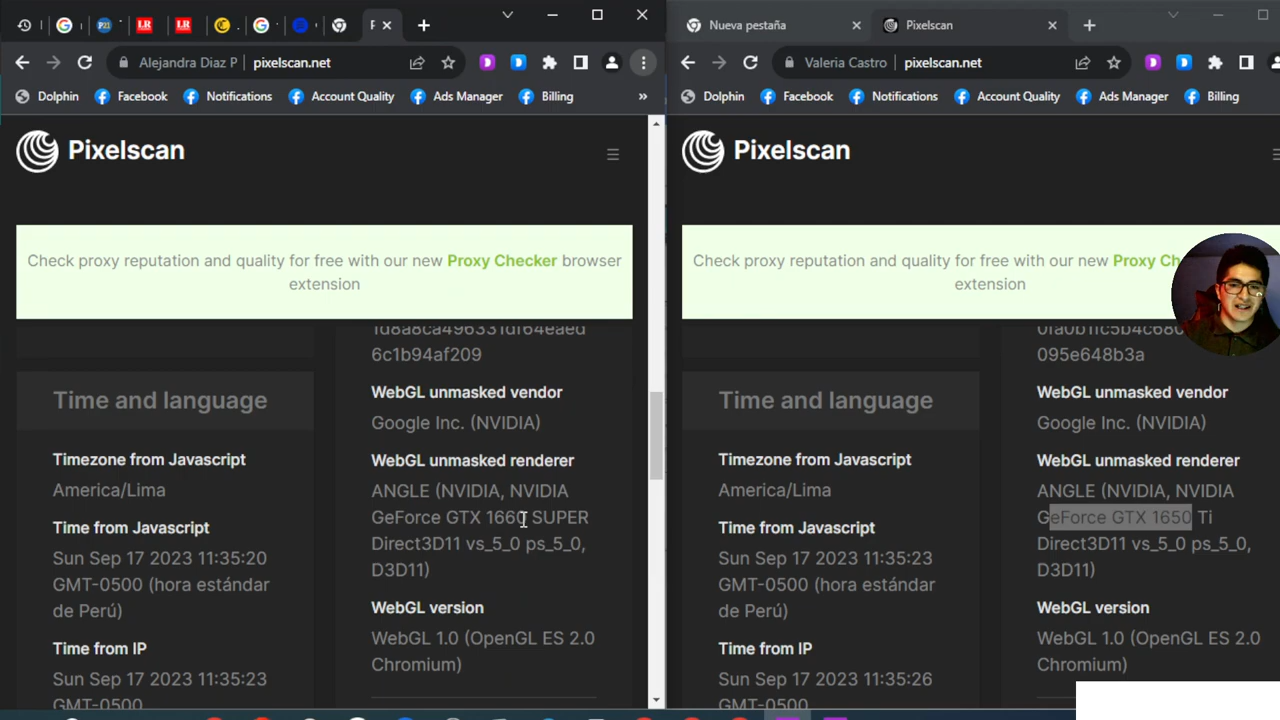 Nueva pestaña
Pixelscan
P21
LR
LR
Alejandra Diaz P
pixelscan.net
Valeria Castro
pixelscan.net
Dolphin
Facebook
Notifications
Account Quality
Ads Manager
Billing
»
Dolphin
Facebook
Notifications
Account Quality
Ads Manager
Billing
Pixelscan
Check proxy reputation and quality for free with our new Proxy Checker browser
extension
6c1b94af209
Time and language
Timezone from Javascript
America/Lima
Time from Javascript
Sun Sep 17 2023 11:35:20
GMT-0500 (hora estándar
de Perú)
Time from IP
Sun Sep 17 2023 11:35:23
GMT-0500
WebGL unmasked vendor
Google Inc. (NVIDIA)
WebGL unmasked renderer
ANGLE (NVIDIA, NVIDIA
GeForce GTX 1660 SUPER
Direct3D11 vs_5_0 ps_5_0,
D3D11)
WebGL version
WebGL 1.0 (OpenGL ES 2.0
Chromium)
Pixelscan
Check proxy reputation and quality for free with our new Proxy Ch
extension
095e648b3a
Time and language
Timezone from Javascript
America/Lima
Time from Javascript
Sun Sep 17 2023 11:35:23
GMT-0500 (hora estándar
de Perú)
Time from IP
Sun Sep 17 2023 11:35:26
GMT-0500
WebGL unmasked vendor
Google Inc. (NVIDIA)
WebGL unmasked renderer
ANGLE (NVIDIA, NVIDIA
GeForce GTX 1650 Ti
Direct3D11 vs_5_0 ps_5_0,
D3D11)
WebGL version
WebGL 1.0 (OpenGL ES 2.0
Chromium)